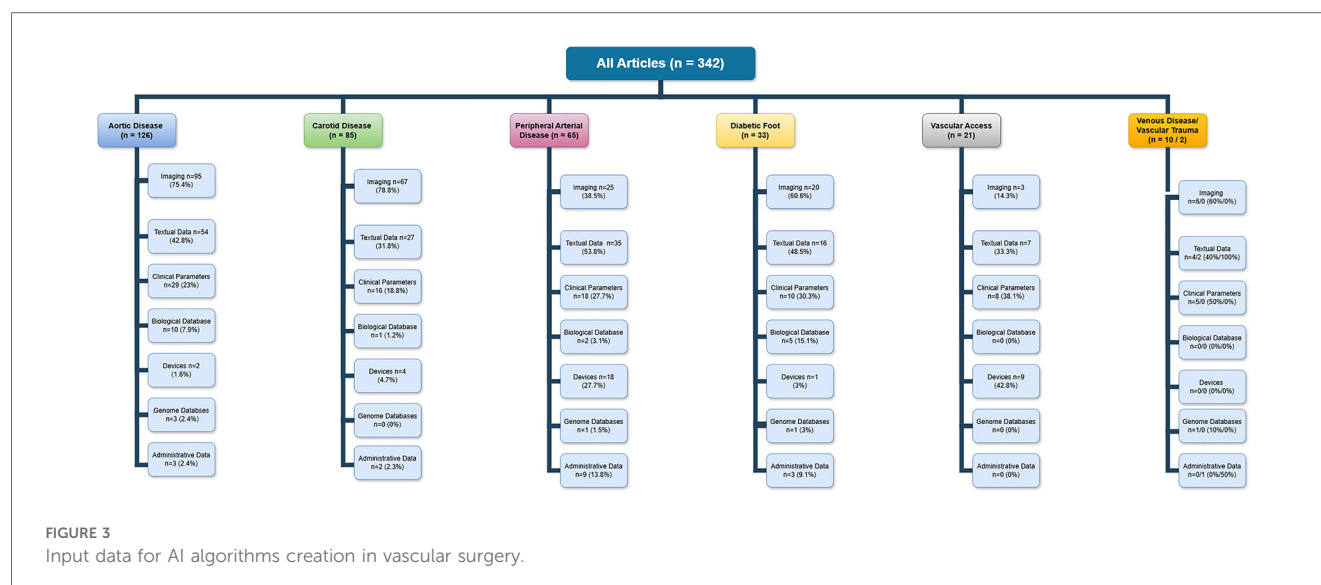 All Articles (n = 342)
Aortic Disease
(n = 126)
Imaging n=95
(75.4%)
Textual Data n=54
(42.8%)
Clinical Parameters
n=29 (23%)
Biological Database
n=10 (7.9%)
Devices n=2
(1.6%)
Genome Databses
n=3 (2.4%)
Administrative Data
n=3 (2.4%)
Carotid Disease
(n = 85)
Imaging n=67
(78.8%)
Textual Data n=27
(31.8%)
Clinical Parameters
n=16 (18.8%)
Biological Database
n=1 (1.2%)
Devices n=4
(4.7%)
Genome Databases
n=0 (0%)
Administrative Data
n=2 (2.3%)
Peripheral Arterial
Disease (n = 65)
Imaging n=25
(38.5%)
Textual Data n=35
(53.8%)
Clinical Parameters
n=18 (27.7%)
Biological Database
n=2 (3.1%)
Devices n=18
(27.7%)
Genome Databases
n=1 (1.5%)
Administrative Data
n=9 (13.8%)
Diabetic Foot
(n = 33)
Imaging n=20
(60.6%)
Textual Data n=16
(48.5%)
Clinical Parameters
n=10 (30.3%)
Biological Database
n=5 (15.1%)
Devices n=1
(3%)
Genome Databases
n=1 (3%)
Administrative Data
n=3 (9.1%)
Vascular Access
(n = 21)
Imaging n=3
(14.3%)
Textual Data n=7
(33.3%)
Clinical Parameters
n=8 (38.1%)
Biological Database
n=0 (0%)
Devices n=9
(42.8%)
Genome Databases
n=0 (0%)
Administrative Data
n=0 (0%)
Venous Disease/
Vascular Trauma
(n = 10 / 2)
Imaging
n=6/0 (60%/0%)
Textual Data
n=4/2 (40%/100%)
Clinical Parameters
n=5/0 (50%/0%)
Biological Database
n=0/0 (0%/0%)
Devices
n=0/0 (0%/0%)
Genome Databases
n=1/0 (10%/0%)
Administrative Data
n=0/1 (0%/50%)
FIGURE 3
Input data for AI algorithms creation in vascular surgery.